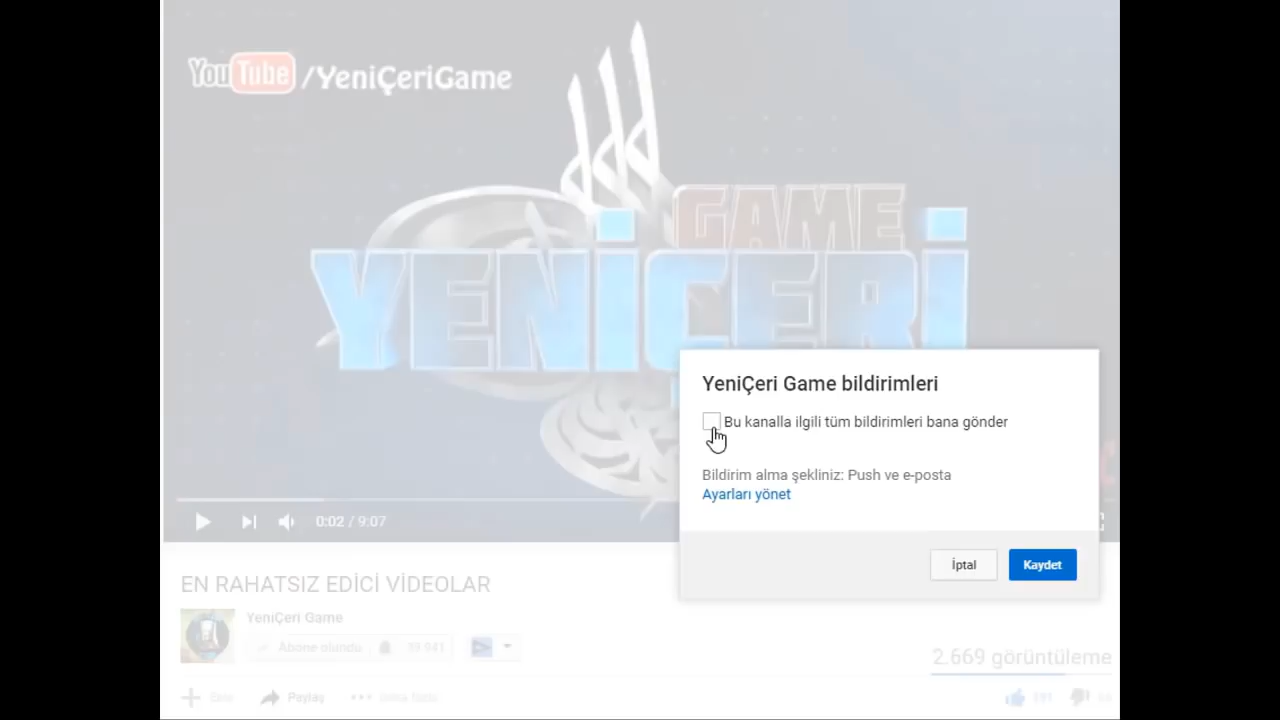 YouTube /YeniÇeriGame
GAME
YENİÇERİ
YeniÇeri Game bildirimleri
Bu kanalla ilgili tüm bildirimleri bana gönder
Bildirim alma şekliniz: Push ve e-posta
Ayarları yönet
0:02 / 9:07
İptal
Kaydet
EN RAHATSIZ EDİCİ VİDEOLAR
YeniÇeri Game
Abone olundu
2.669 görüntüleme
Paylaş